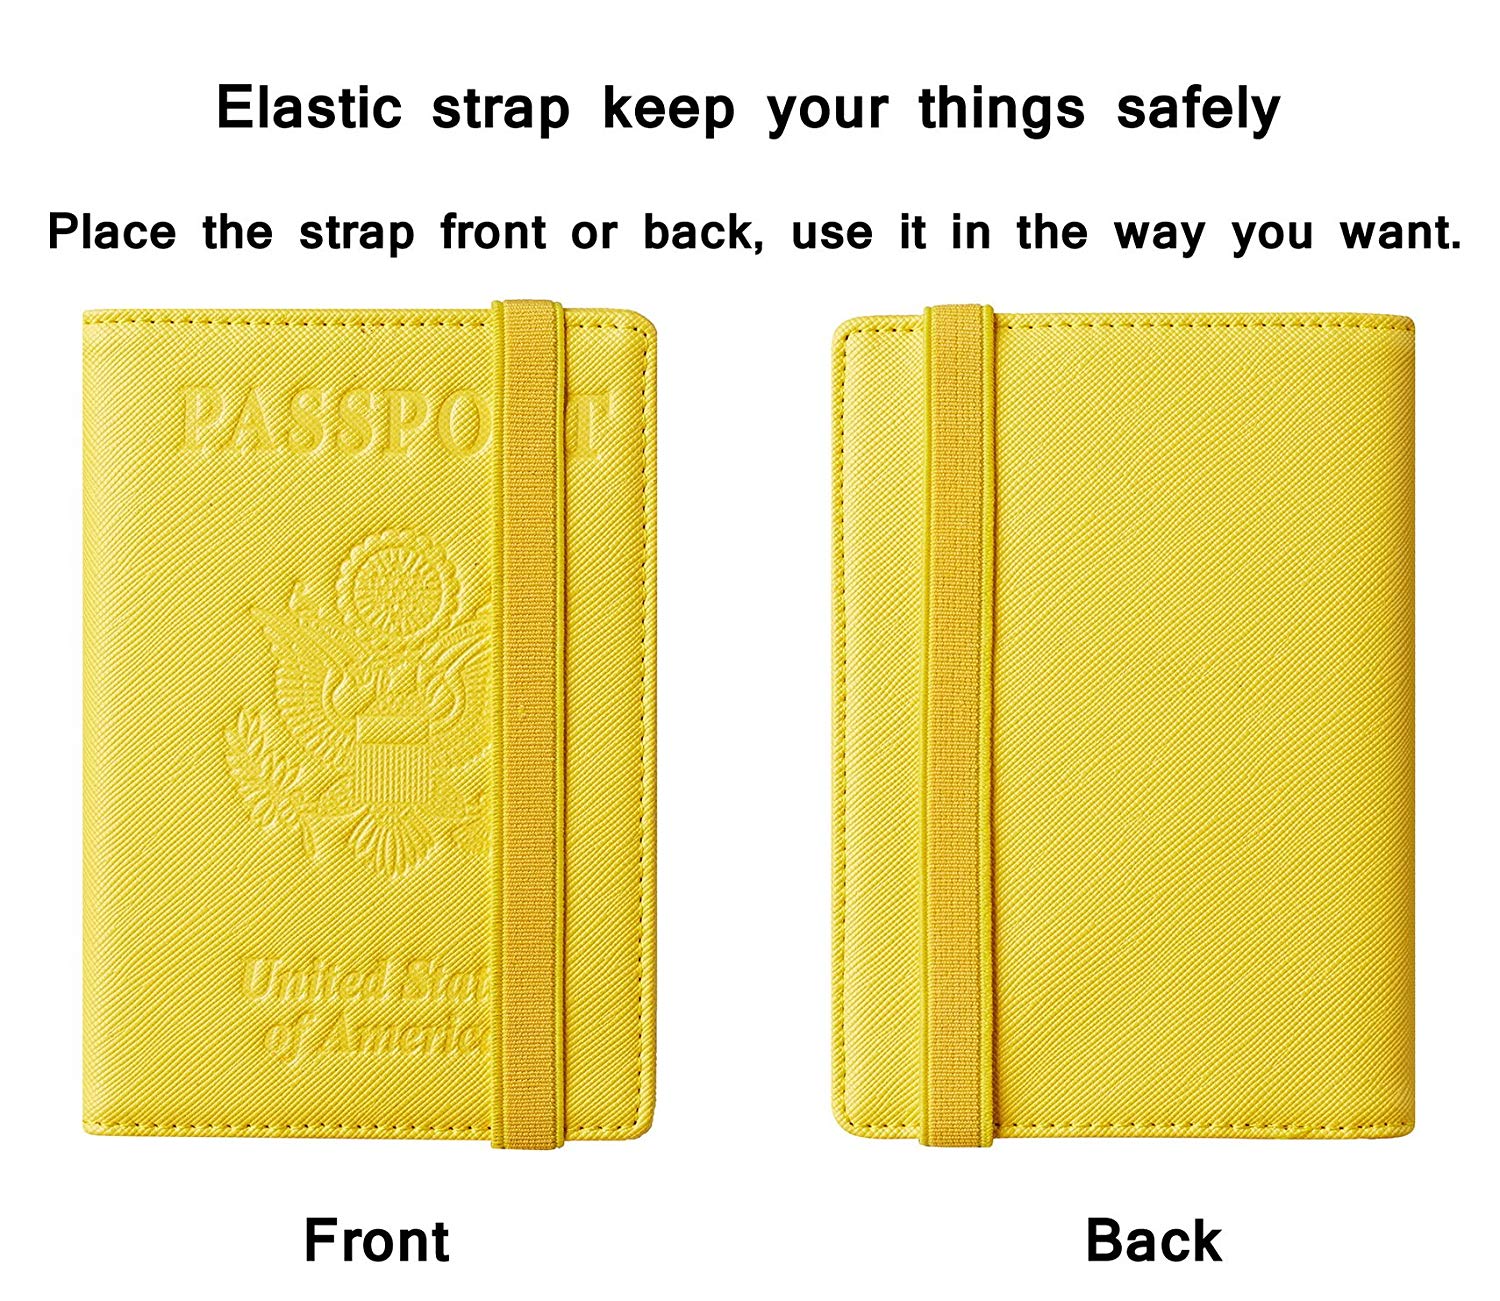 Elastic strap keep your things safely
Place the strap front or back, use it in the way you want.
PASSPO T
United Stat
of America
Front Back